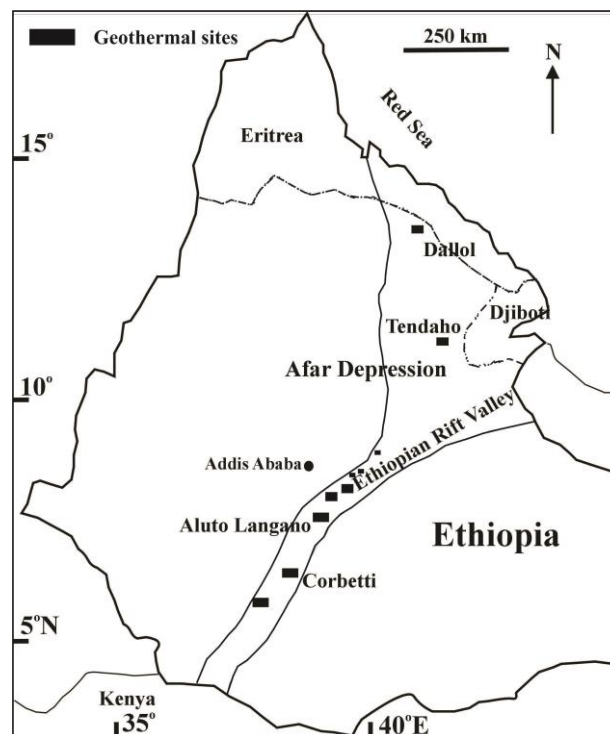 Geothermal sites
250 km
N
Red Sea
15°
Eritrea
Dallol
Djibouti
Tendaho
Afar Depression
10°
Ethiopian Rift Valley
Addis Ababa
Aluto Langano
Ethiopia
Corbetti
5°N
Kenya
35°
40°E